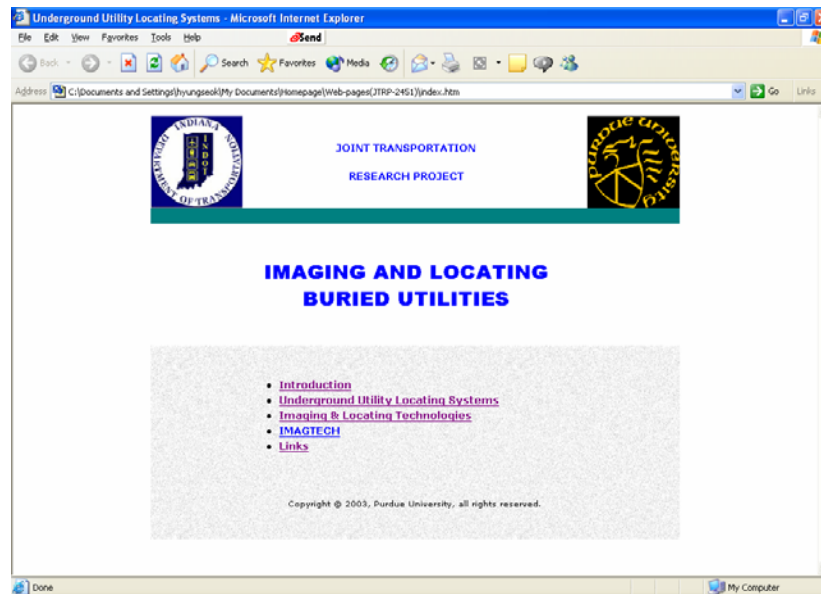 Underground Utility Locating Systems - Microsoft Internet Explorer
File Edit View Favorites Tools Help
Send
Back Search Favorites Media
Address C:\Documents and Settings\hyungseok\My Documents\Homepage\Web-pages(JTRP-2451)\index.htm Go Links
INDIANA
DEPARTMENT OF TRANSPORTATION
INDOT
JOINT TRANSPORTATION
RESEARCH PROJECT
PURDUE UNIVERSITY
IMAGING AND LOCATING
BURIED UTILITIES
• Introduction
• Underground Utility Locating Systems
• Imaging & Locating Technologies
• IMAGTECH
• Links
Copyright @ 2003, Purdue University, all rights reserved.
Done My Computer